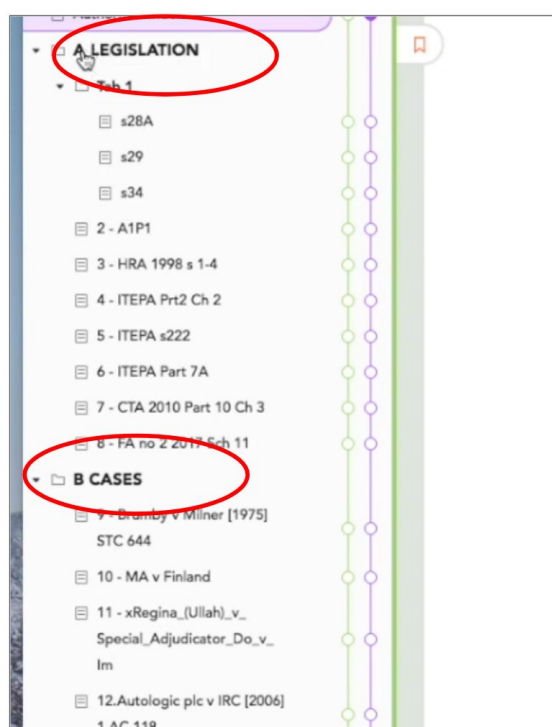 A LEGISLATION
Tab 1
s28A
s29
s34
2 - A1P1
3 - HRA 1998 s 1-4
4 - ITEPA Prt2 Ch 2
5 - ITEPA s222
6 - ITEPA Part 7A
7 - CTA 2010 Part 10 Ch 3
8 - FA no 2 2017 Sch 11
B CASES
9 - Brumby v Milner [1975]
STC 644
10 - MA v Finland
11 - xRegina_(Ullah)_v_
Special_Adjudicator_Do_v_
Im
12.Autologic plc v IRC [2006]
1 AC 118